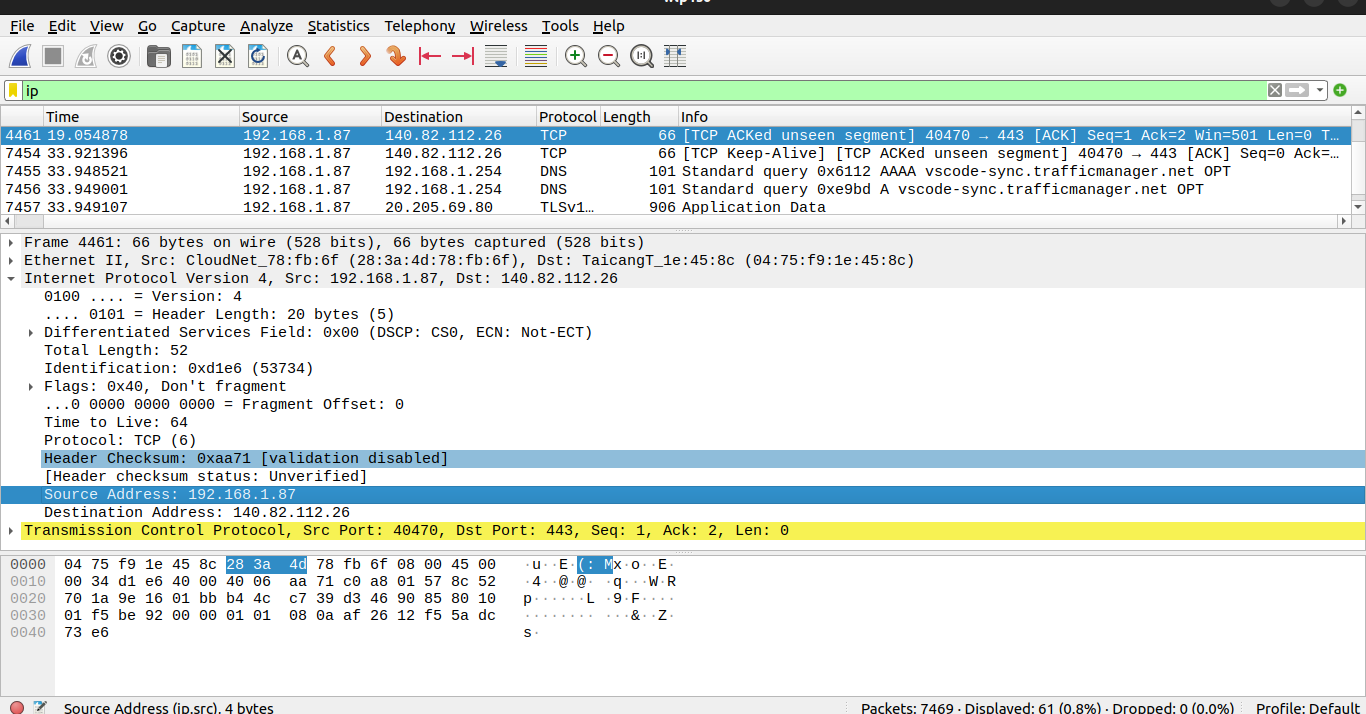 File Edit View Go Capture Analyze Statistics Telephony Wireless Tools Help
ip
Time Source Destination Protocol Length Info
4461 19.054878 192.168.1.87 140.82.112.26 TCP 66 [TCP ACKed unseen segment] 40470 → 443 [ACK] Seq=1 Ack=2 Win=501 Len=0 T…
7454 33.921396 192.168.1.87 140.82.112.26 TCP 66 [TCP Keep-Alive] [TCP ACKed unseen segment] 40470 → 443 [ACK] Seq=0 Ack=…
7455 33.948521 192.168.1.87 192.168.1.254 DNS 101 Standard query 0x6112 AAAA vscode-sync.trafficmanager.net OPT
7456 33.949001 192.168.1.87 192.168.1.254 DNS 101 Standard query 0xe9bd A vscode-sync.trafficmanager.net OPT
7457 33.949107 192.168.1.87 20.205.69.80 TLSv1… 906 Application Data
Frame 4461: 66 bytes on wire (528 bits), 66 bytes captured (528 bits)
Ethernet II, Src: CloudNet_78:fb:6f (28:3a:4d:78:fb:6f), Dst: TaicangT_1e:45:8c (04:75:f9:1e:45:8c)
Internet Protocol Version 4, Src: 192.168.1.87, Dst: 140.82.112.26
0100 .... = Version: 4
.... 0101 = Header Length: 20 bytes (5)
Differentiated Services Field: 0x00 (DSCP: CS0, ECN: Not-ECT)
Total Length: 52
Identification: 0xd1e6 (53734)
Flags: 0x40, Don't fragment
...0 0000 0000 0000 = Fragment Offset: 0
Time to Live: 64
Protocol: TCP (6)
Header Checksum: 0xaa71 [validation disabled]
[Header checksum status: Unverified]
Source Address: 192.168.1.87
Destination Address: 140.82.112.26
Transmission Control Protocol, Src Port: 40470, Dst Port: 443, Seq: 1, Ack: 2, Len: 0
0000 04 75 f9 1e 45 8c 28 3a 4d 78 fb 6f 08 00 45 00 ·u··E·(: Mx·o··E·
0010 00 34 d1 e6 40 00 40 06 aa 71 c0 a8 01 57 8c 52 ·4··@·@· ·q···W·R
0020 70 1a 9e 16 01 bb b4 4c c7 39 d3 46 90 85 80 10 p······L ·9·F····
0030 01 f5 be 92 00 00 01 01 08 0a af 26 12 f5 5a dc ········ ···&··Z·
0040 73 e6 s·
Source Address (ip.src), 4 bytes Packets: 7469 · Displayed: 61 (0.8%) · Dropped: 0 (0.0%) Profile: Default